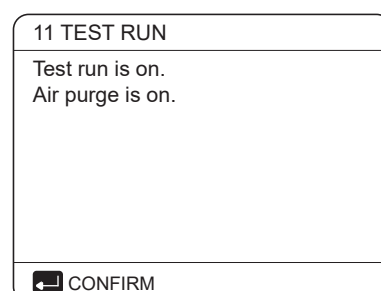 11 TEST RUN
Test run is on.
Air purge is on.
CONFIRM